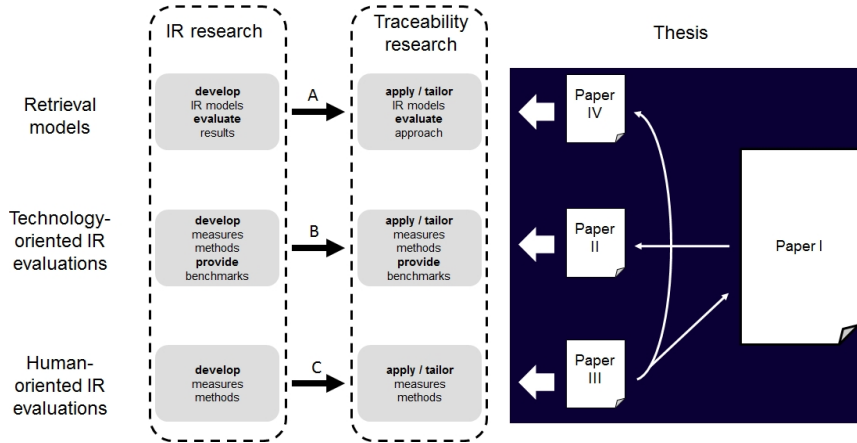 IR research
Traceability
research
Thesis
Retrieval
models
develop
IR models
evaluate
results
A
apply / tailor
IR models
evaluate
approach
Paper
IV
Technology-
oriented IR
evaluations
develop
measures
methods
provide
benchmarks
B
apply / tailor
measures
methods
provide
benchmarks
Paper
II
Paper I
Human-
oriented IR
evaluations
develop
measures
methods
C
apply / tailor
measures
methods
Paper
III